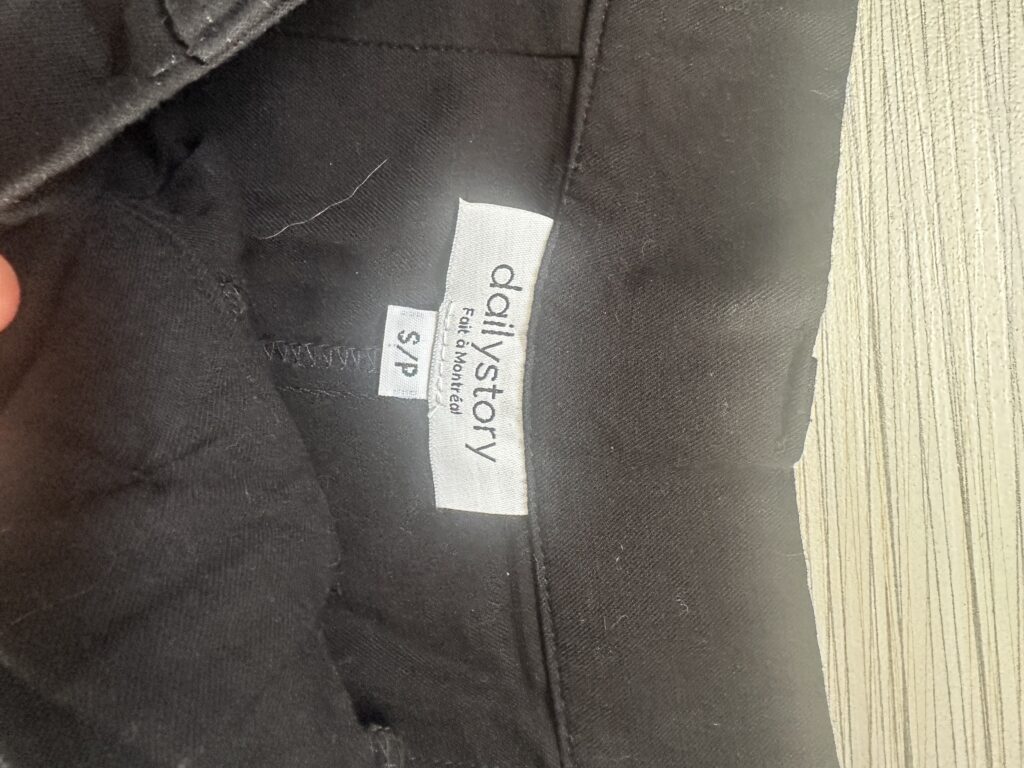 dailystory
Fait à Montréal
S/P